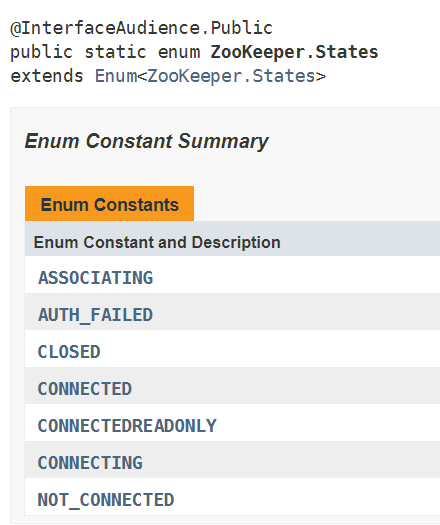 @InterfaceAudience.Public
public static enum ZooKeeper.States
extends Enum<ZooKeeper.States>
Enum Constant Summary
Enum Constants
Enum Constant and Description
ASSOCIATING
AUTH_FAILED
CLOSED
CONNECTED
CONNECTEDREADONLY
CONNECTING
NOT_CONNECTED